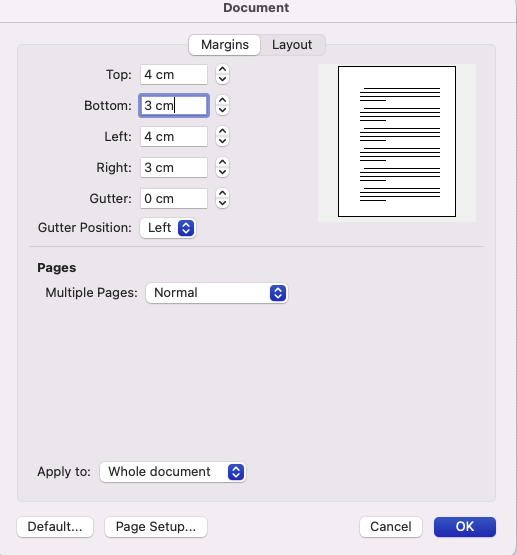 Document
Margins Layout
Top: 4 cm
Bottom: 3 cm
Left: 4 cm
Right: 3 cm
Gutter: 0 cm
Gutter Position: Left
Pages
Multiple Pages: Normal
Apply to: Whole document
Default... Page Setup... Cancel OK